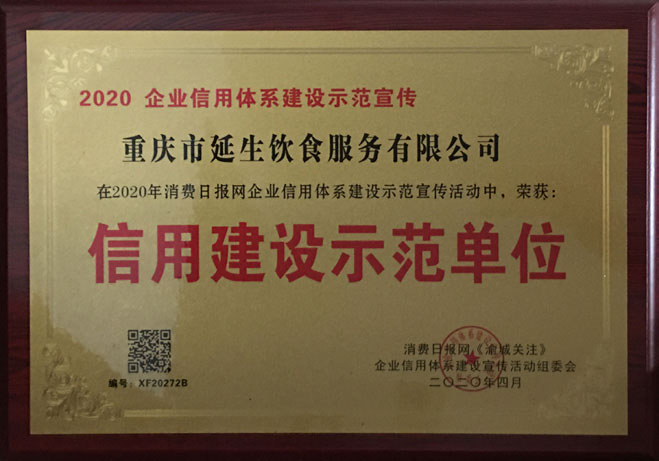 2020 企业信用体系建设示范宣传
重庆市延生饮食服务有限公司
在2020年消费日报网企业信用体系建设示范宣传活动中，荣获：
信用建设示范单位
消费日报网《渝城关注》
企业信用体系建设宣传活动组委会
二〇二〇年四月
编号：XF20272B